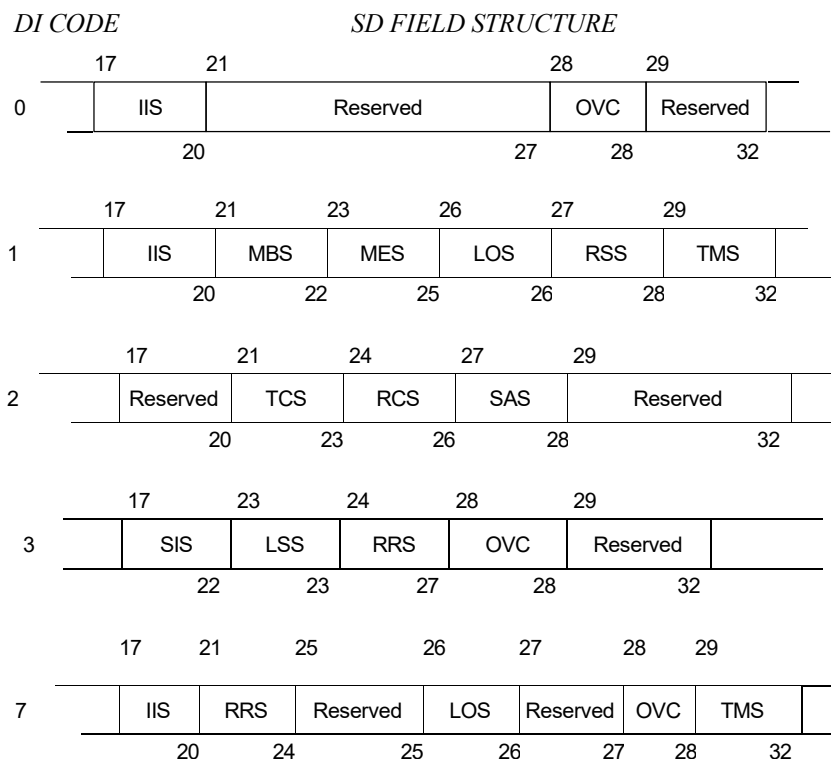 DI CODE SD FIELD STRUCTURE
17 21 28 29
0 IIS Reserved OVC Reserved
20 27 28 32
17 21 23 26 27 29
1 IIS MBS MES LOS RSS TMS
20 22 25 26 28 32
17 21 24 27 29
2 Reserved TCS RCS SAS Reserved
20 23 26 28 32
17 23 24 28 29
3 SIS LSS RRS OVC Reserved
22 23 27 28 32
17 21 25 26 27 28 29
7 IIS RRS Reserved LOS Reserved OVC TMS
20 24 25 26 27 28 32